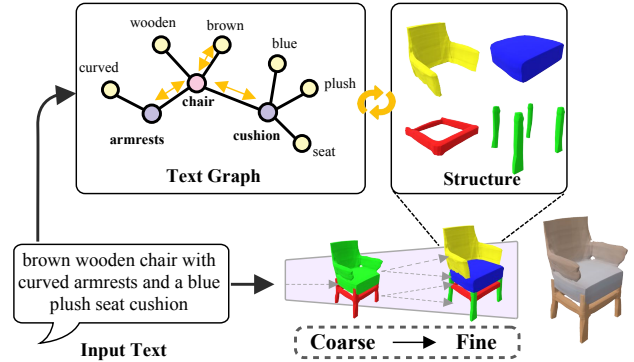 wooden
brown
blue
curved
plush
chair
armrests
cushion
seat
Text Graph
Structure
brown wooden chair with
curved armrests and a blue
plush seat cushion
Input Text
Coarse
Fine